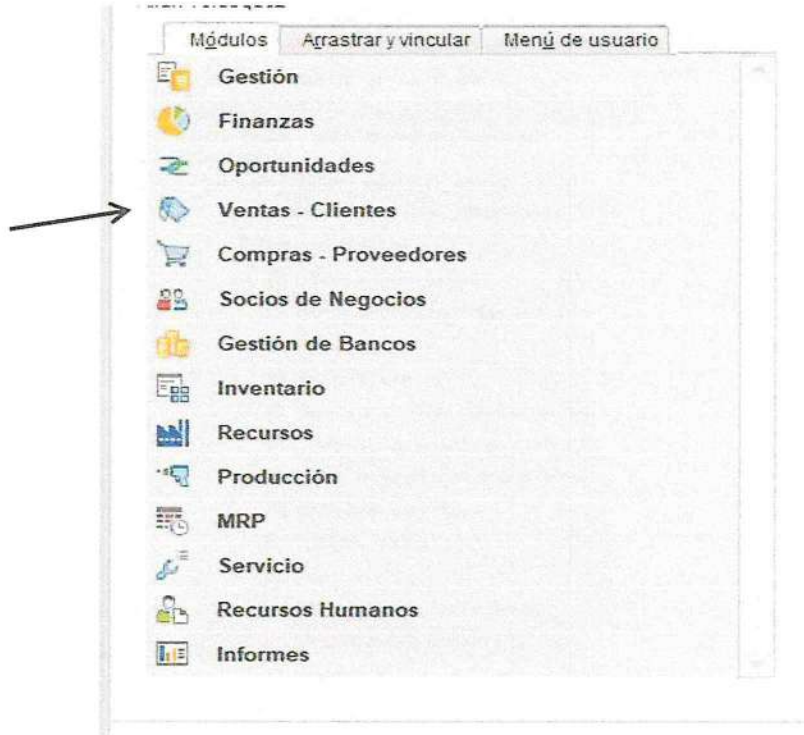 Módulos Arrastrar y vincular Menú de usuario
Gestión
Finanzas
Oportunidades
Ventas - Clientes
Compras - Proveedores
Socios de Negocios
Gestión de Bancos
Inventario
Recursos
Producción
MRP
Servicio
Recursos Humanos
Informes